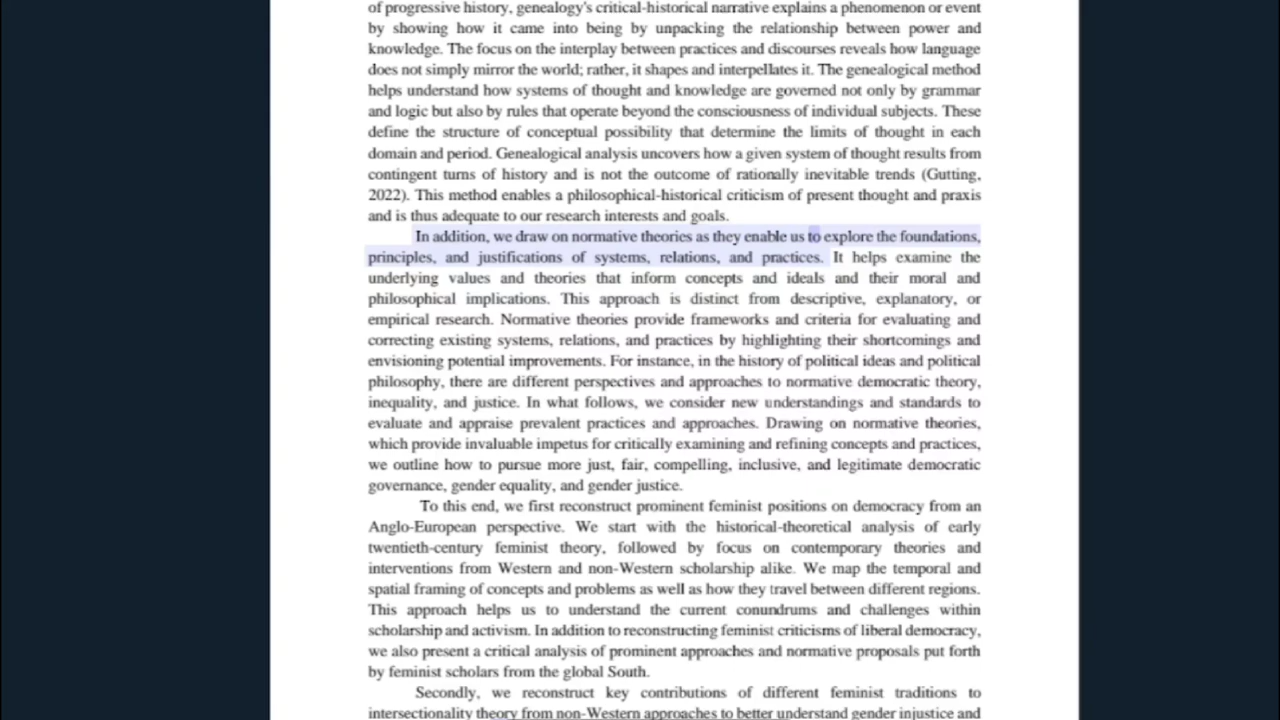 of progressive history, genealogy's critical-historical narrative explains a phenomenon or event
by showing how it came into being by unpacking the relationship between power and
knowledge. The focus on the interplay between practices and discourses reveals how language
does not simply mirror the world; rather, it shapes and interpellates it. The genealogical method
helps understand how systems of thought and knowledge are governed not only by grammar
and logic but also by rules that operate beyond the consciousness of individual subjects. These
define the structure of conceptual possibility that determine the limits of thought in each
domain and period. Genealogical analysis uncovers how a given system of thought results from
contingent turns of history and is not the outcome of rationally inevitable trends (Gutting,
2022). This method enables a philosophical-historical criticism of present thought and praxis
and is thus adequate to our research interests and goals.
In addition, we draw on normative theories as they enable us to explore the foundations,
principles, and justifications of systems, relations, and practices. It helps examine the
underlying values and theories that inform concepts and ideals and their moral and
philosophical implications. This approach is distinct from descriptive, explanatory, or
empirical research. Normative theories provide frameworks and criteria for evaluating and
correcting existing systems, relations, and practices by highlighting their shortcomings and
envisioning potential improvements. For instance, in the history of political ideas and political
philosophy, there are different perspectives and approaches to normative democratic theory,
inequality, and justice. In what follows, we consider new understandings and standards to
evaluate and appraise prevalent practices and approaches. Drawing on normative theories,
which provide invaluable impetus for critically examining and refining concepts and practices,
we outline how to pursue more just, fair, compelling, inclusive, and legitimate democratic
governance, gender equality, and gender justice.
To this end, we first reconstruct prominent feminist positions on democracy from an
Anglo-European perspective. We start with the historical-theoretical analysis of early
twentieth-century feminist theory, followed by focus on contemporary theories and
interventions from Western and non-Western scholarship alike. We map the temporal and
spatial framing of concepts and problems as well as how they travel between different regions.
This approach helps us to understand the current conundrums and challenges within
scholarship and activism. In addition to reconstructing feminist criticisms of liberal democracy,
we also present a critical analysis of prominent approaches and normative proposals put forth
by feminist scholars from the global South.
Secondly, we reconstruct key contributions of different feminist traditions to
intersectionality theory from non-Western approaches to better understand gender injustice and